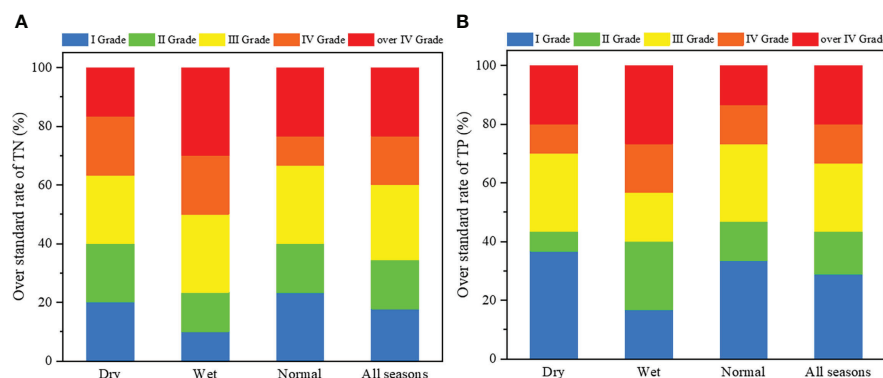 A
I Grade II Grade III Grade IV Grade over IV Grade
Over standard rate of TN (%)
100
80
60
40
20
0
Dry Wet Normal All seasons
B
I Grade II Grade III Grade IV Grade over IV Grade
Over standard rate of TP (%)
100
80
60
40
20
0
Dry Wet Normal All seasons